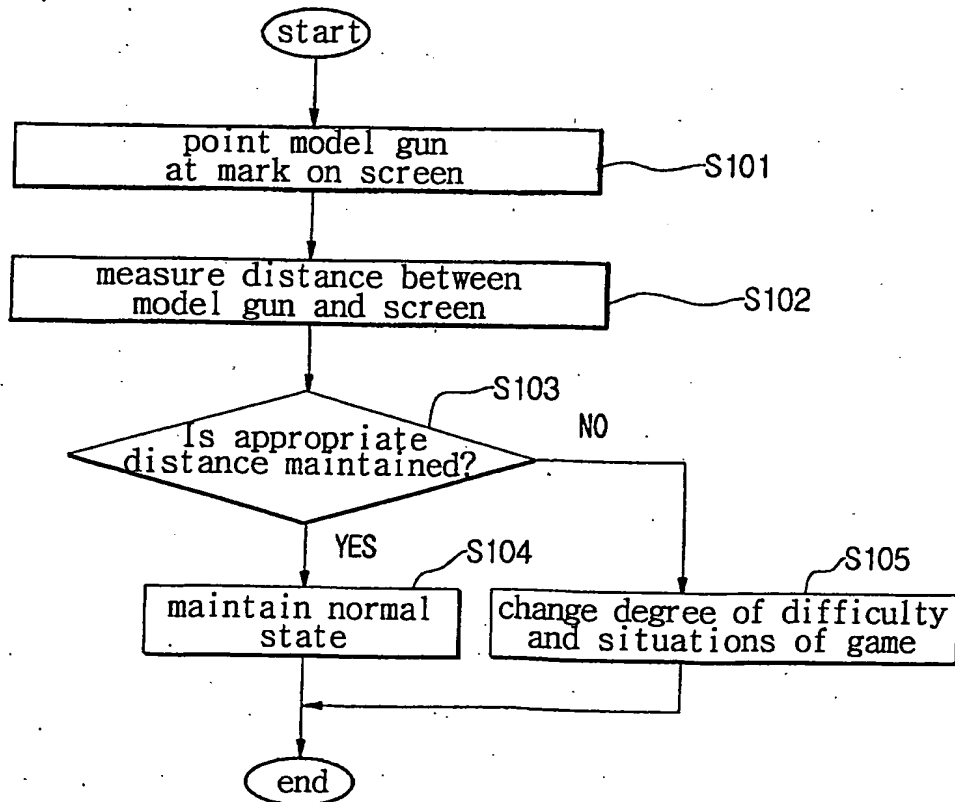 start
point model gun
at mark on screen
S101
measure distance between
model gun and screen
S102
S103
Is appropriate
distance maintained?
NO
YES
S104
maintain normal
state
S105
change degree of difficulty
and situations of game
end